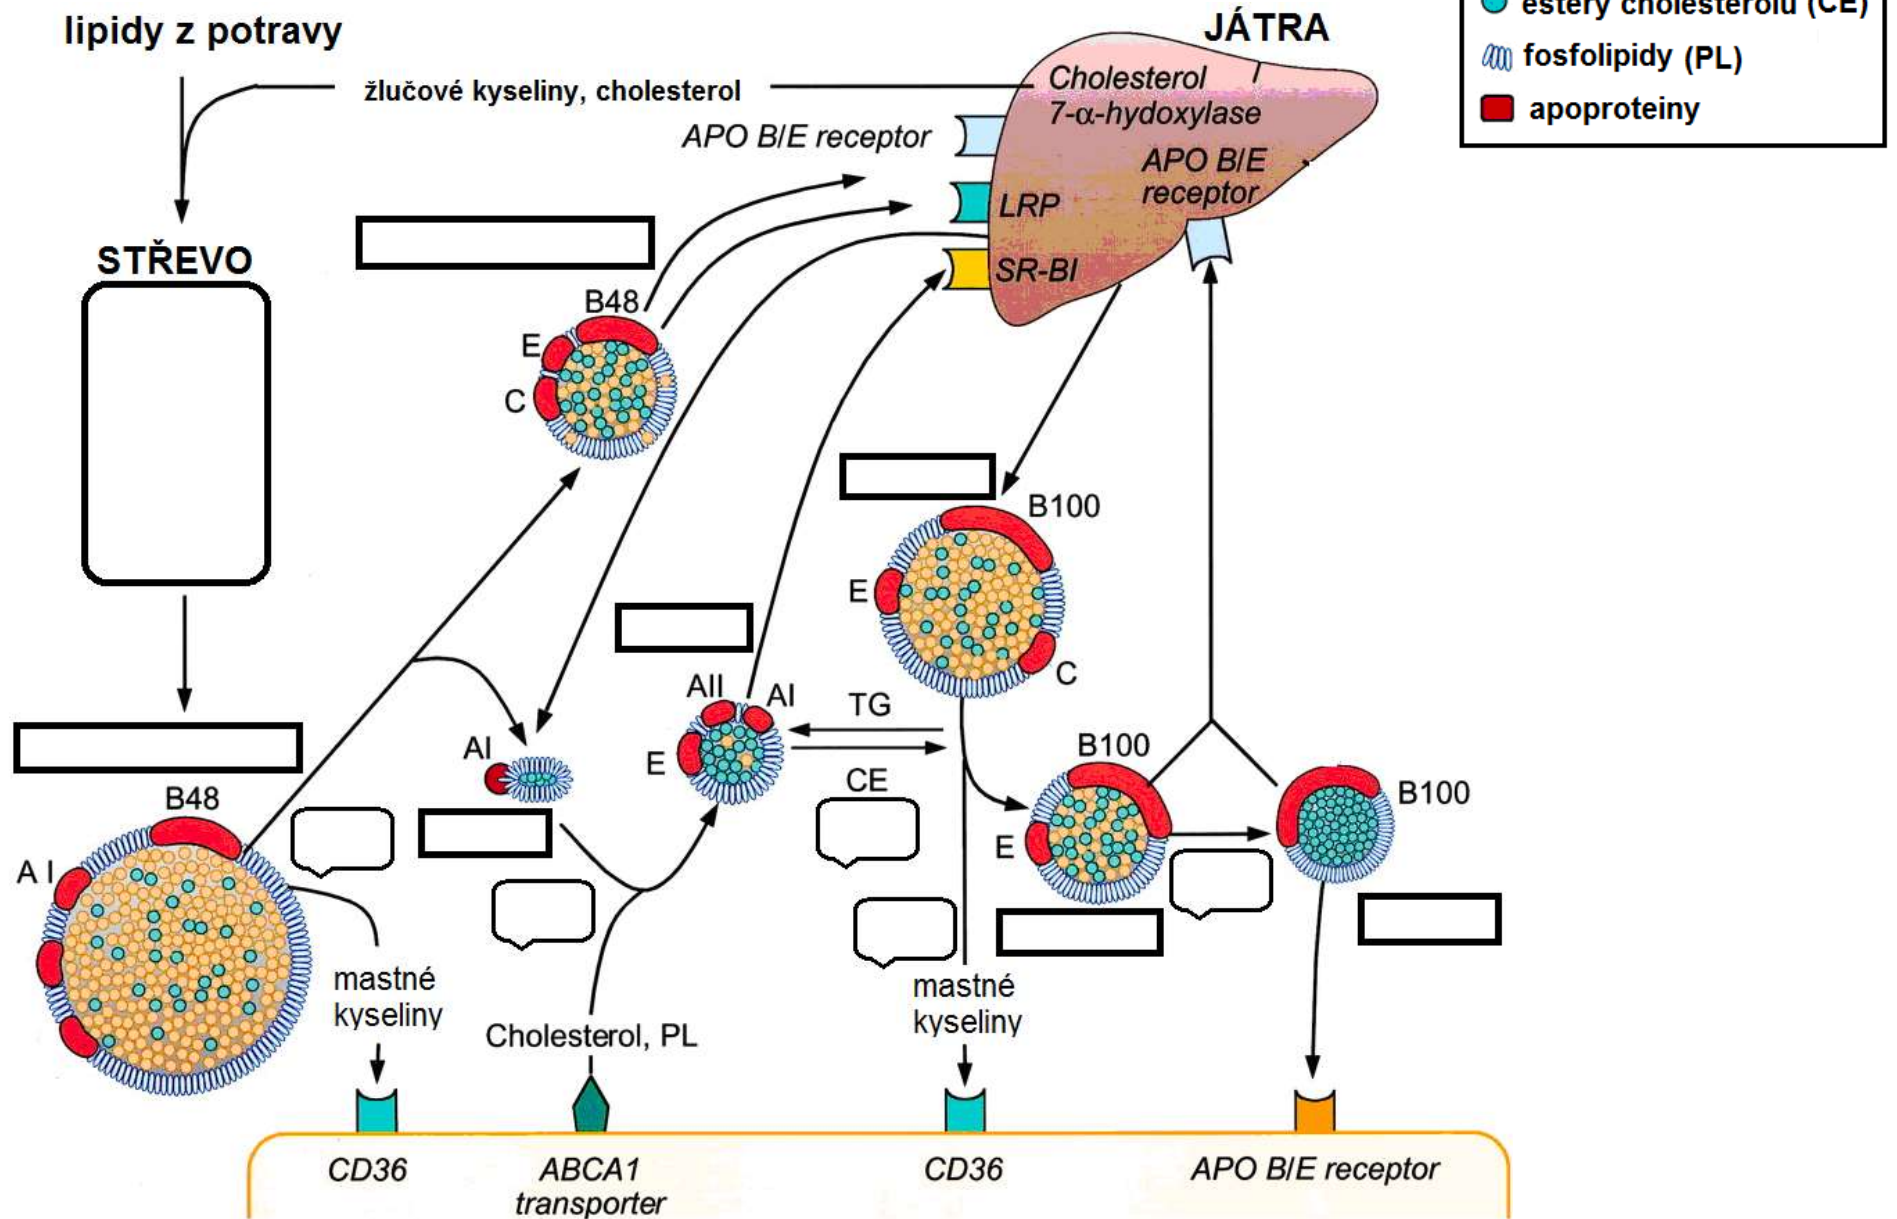 lipidy z potravy
JÁTRA
estery cholesterolu (CE)
fosfolipidy (PL)
apoproteiny
žlučové kyseliny, cholesterol
Cholesterol
7-α-hydoxylase
APO B/E receptor
APO B/E
receptor
LRP
SR-BI
STŘEVO
B48
E
C
B100
E
C
AII
AI
E
TG
CE
AI
B100
E
B100
B48
A I
mastné
kyseliny
Cholesterol, PL
mastné
kyseliny
CD36
ABCA1
transporter
CD36
APO B/E receptor